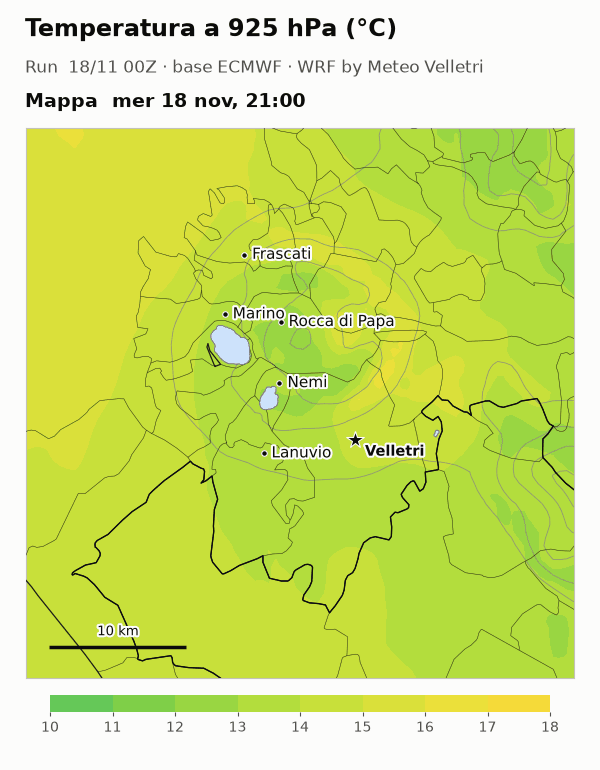 Temperatura a 925 hPa (°C)
Run  18/11 00Z · base ECMWF · WRF by Meteo Velletri
Mappa  mer 18 nov, 21:00
Frascati
Marino
Rocca di Papa
Nemi
Velletri
Lanuvio
10 km
10 11 12 13 14 15 16 17 18